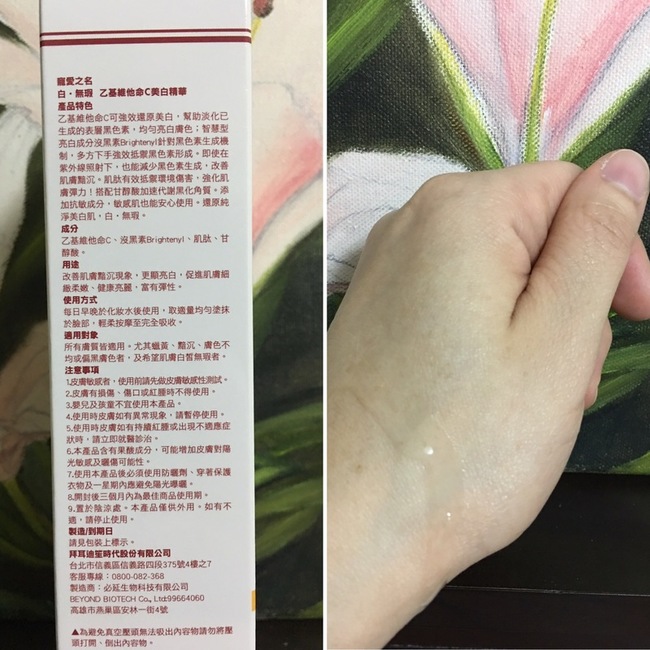 寵愛之名
白・無瑕 乙基維他命C美白精華
產品特色
乙基維他命C可強效還原美白，幫助淡化已
生成的表層黑色素，均勻亮白膚色；智慧型
亮白成分沒黑素Brightenyl針對黑色素生成機
制，多方下手強效抵禦黑色素形成。即使在
紫外線照射下，也能減少黑色素生成，改善
肌膚黯沉。肌肽有效抵禦環境傷害，強化肌
膚彈力！搭配甘醇酸加速代謝黑化角質。添
加抗敏成分，敏感肌也能安心使用。還原純
淨美白肌，白・無瑕。
成分
乙基維他命C、沒黑素Brightenyl、肌肽、甘
醇酸。
用途
改善肌膚黯沉現象，更顯亮白，促進肌膚細
緻柔嫩、健康亮麗，富有彈性。
使用方式
每日早晚於化妝水後使用，取適量均勻塗抹
於臉部，輕柔按摩至完全吸收。
適用對象
所有膚質皆適用。尤其蠟黃、黯沉、膚色不
均或偏黑膚色者，及希望肌膚白皙無瑕者。
注意事項
1.皮膚敏感者，使用前請先做皮膚敏感性測試。
2.皮膚有損傷、傷口或紅腫時不得使用。
3.嬰兒及孩童不宜使用本產品。
4.使用時皮膚如有異常現象，請暫停使用。
5.使用時皮膚如有持續紅腫或出現不適應症
狀時，請立即就醫診治。
6.本產品含有果酸成分，可能增加皮膚對陽
光敏感及曬傷可能性。
7.使用本產品後必須使用防曬劑、穿著保護
衣物及一星期內應避免陽光曝曬。
8.開封後三個月內為最佳商品使用期。
9.置於陰涼處。本產品僅供外用。如有不
適，請停止使用。
製造/到期日
請見包裝上標示。
拜耳迪笙時代股份有限公司
台北市信義區信義路四段375號4樓之7
客服專線：0800-082-368
製造商：必延生物科技有限公司
BEYOND BIOTECH Co., Ltd:99664060
高雄市燕巢區安林一街4號
▲為避免真空壓頭無法吸出內容物請勿將壓
頭打開、倒出內容物。